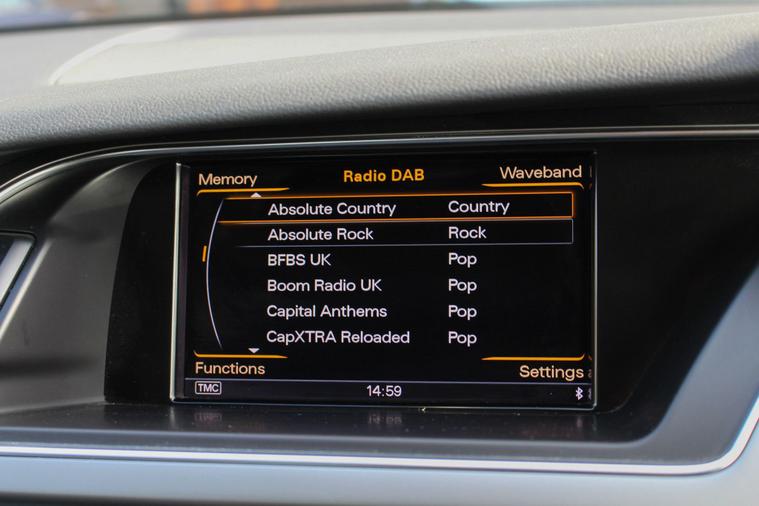 Memory Radio DAB Waveband
Absolute Country Country
Absolute Rock Rock
BFBS UK Pop
Boom Radio UK Pop
Capital Anthems Pop
CapXTRA Reloaded Pop
Functions Settings
TMC 14:59